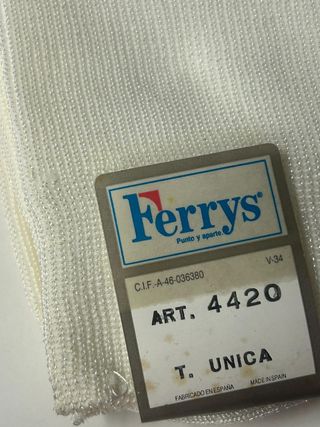 Ferrys®
Punto y aparte.
C.I.F.-A-46-036380 V-34
ART. 4420
T. UNICA
FABRICADO EN ESPAÑA MADE IN SPAIN